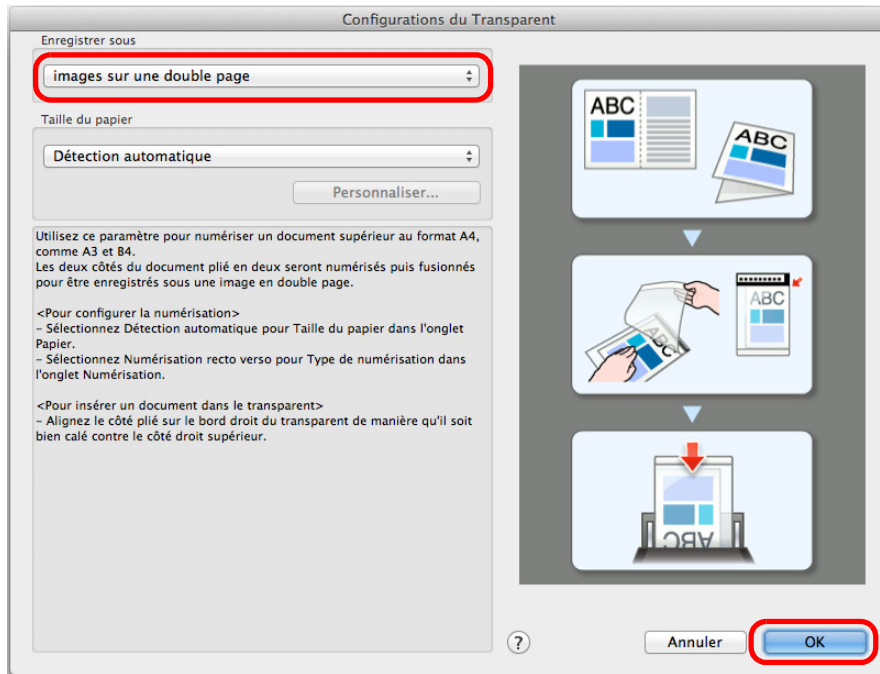 Configurations du Transparent
Enregistrer sous
images sur une double page
Taille du papier
Détection automatique
Personnaliser...
Utilisez ce paramètre pour numériser un document supérieur au format A4,
comme A3 et B4.
Les deux côtés du document plié en deux seront numérisés puis fusionnés
pour être enregistrés sous une image en double page.
<Pour configurer la numérisation>
– Sélectionnez Détection automatique pour Taille du papier dans l'onglet
Papier.
– Sélectionnez Numérisation recto verso pour Type de numérisation dans
l'onglet Numérisation.
<Pour insérer un document dans le transparent>
– Alignez le côté plié sur le bord droit du transparent de manière qu'il soit
bien calé contre le côté droit supérieur.
ABC
ABC
ABC
ABC
ABC
?
Annuler
OK